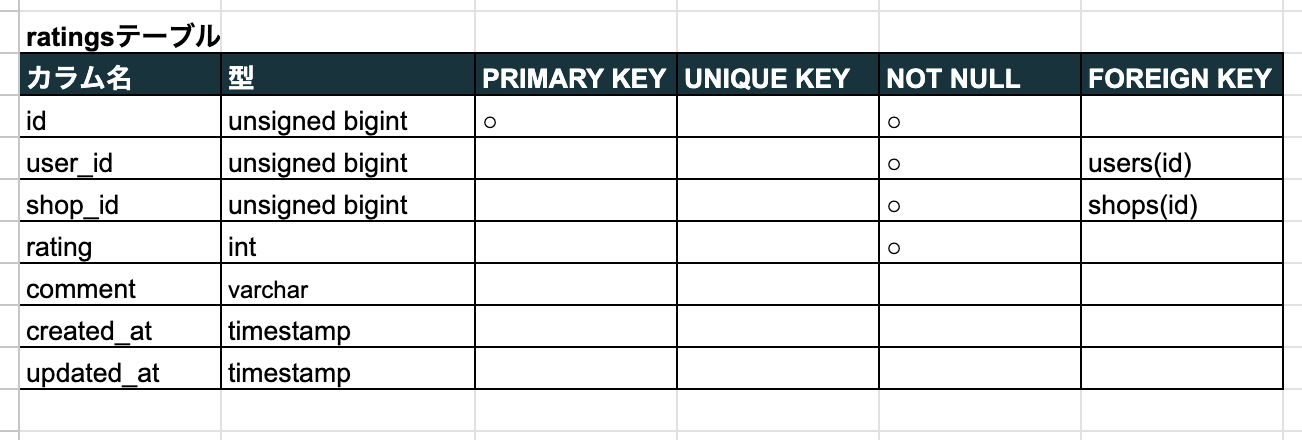 ratingsテーブル
カラム名 型 PRIMARY KEY UNIQUE KEY NOT NULL FOREIGN KEY
id unsigned bigint ○ ○
user_id unsigned bigint ○ users(id)
shop_id unsigned bigint ○ shops(id)
rating int ○
comment varchar
created_at timestamp
updated_at timestamp